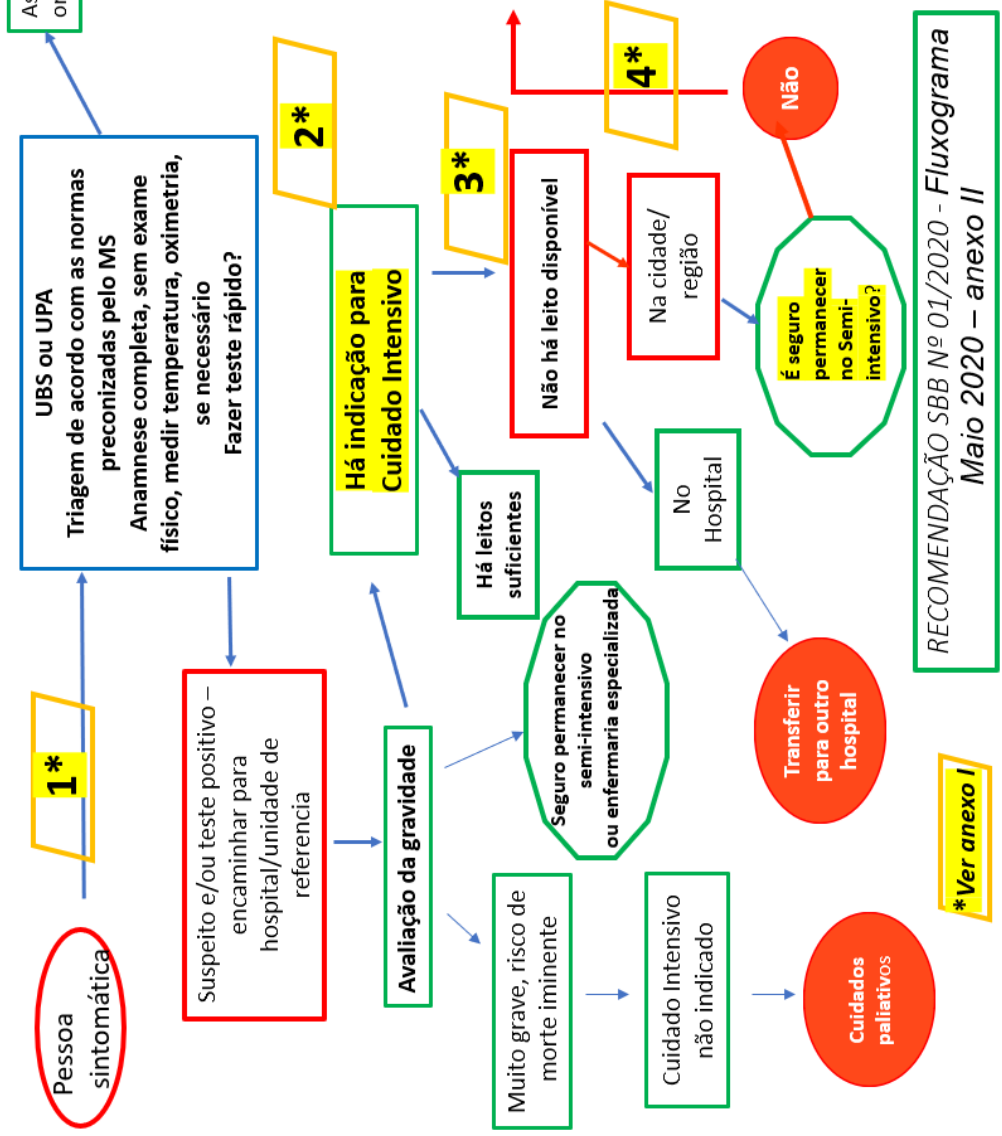 Pessoa
sintomática
1*
UBS ou UPA
Triagem de acordo com as normas
preconizadas pelo MS
Anamnese completa, sem exame
físico, medir temperatura, oximetria,
se necessário
Fazer teste rápido?
Suspeito e/ou teste positivo –
encaminhar para
hospital/unidade de
referencia
Avaliação da gravidade
Há indicação para
Cuidado Intensivo
2*
Muito grave, risco de
morte iminente
Seguro permanecer no
semi-intensivo
ou enfermaria especializada
Há leitos
suficientes
Não há leito disponível
3*
Cuidado Intensivo
não indicado
No
Hospital
Na cidade/
região
4*
Cuidados
paliativos
Transferir
para outro
hospital
É seguro
permanecer
no Semi-
intensivo?
Não
*Ver anexo I
RECOMENDAÇÃO SBB Nº 01/2020 - Fluxograma
Maio 2020 – anexo II